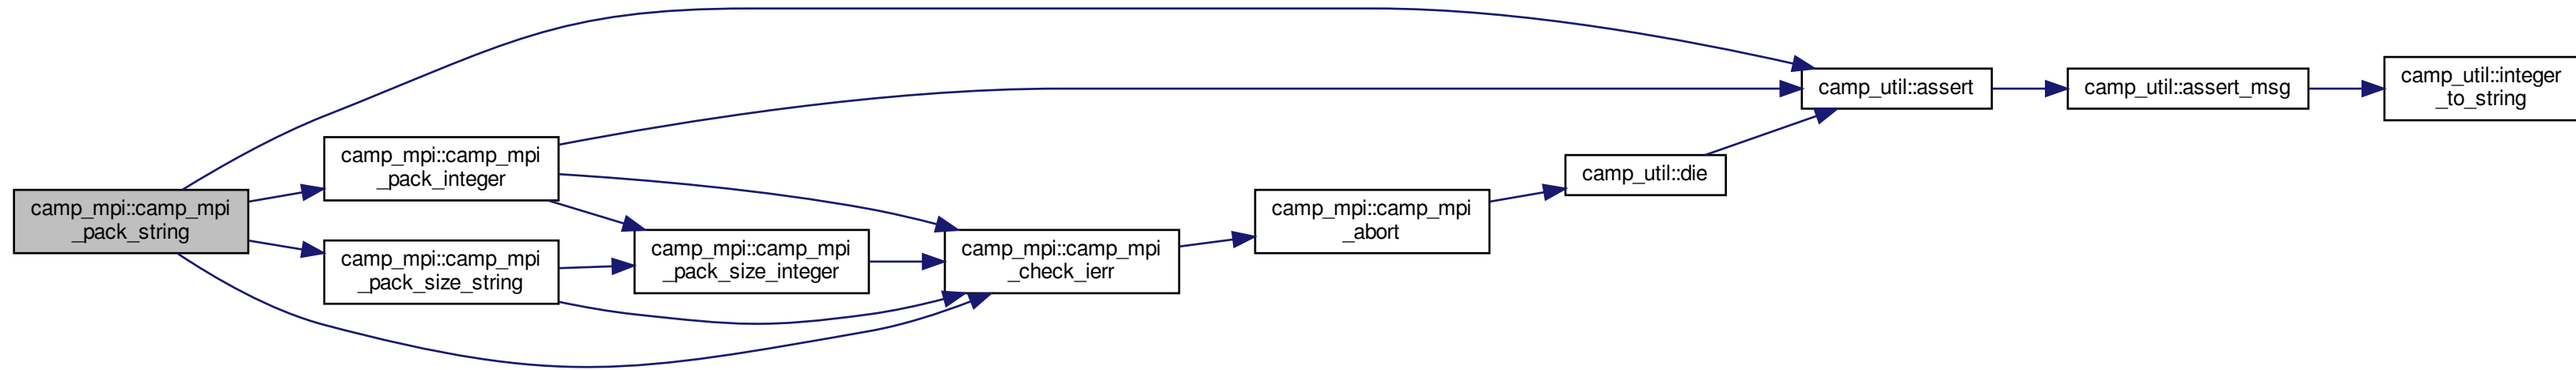 camp_mpi::camp_mpi
_pack_string
camp_mpi::camp_mpi
_pack_integer
camp_mpi::camp_mpi
_pack_size_string
camp_mpi::camp_mpi
_pack_size_integer
camp_mpi::camp_mpi
_check_ierr
camp_mpi::camp_mpi
_abort
camp_util::die
camp_util::assert
camp_util::assert_msg
camp_util::integer
_to_string